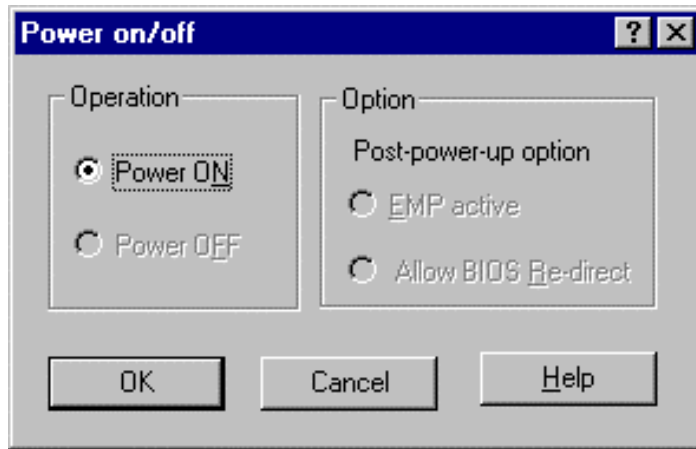 Power on/off
Operation
Power ON
Power OFF
Option
Post-power-up option
EMP active
Allow BIOS Re-direct
OK
Cancel
Help